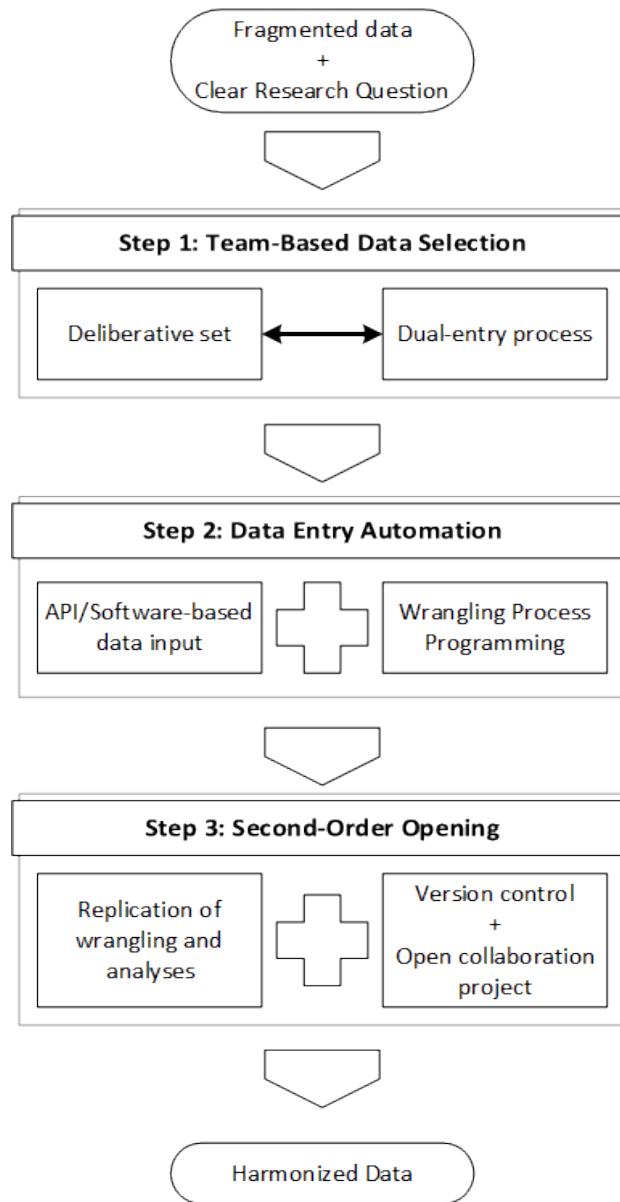 Fragmented data
+
Clear Research Question
Step 1: Team-Based Data Selection
Deliberative set
Dual-entry process
Step 2: Data Entry Automation
API/Software-based
data input
Wrangling Process
Programming
Step 3: Second-Order Opening
Replication of
wrangling and
analyses
Version control
+
Open collaboration
project
Harmonized Data